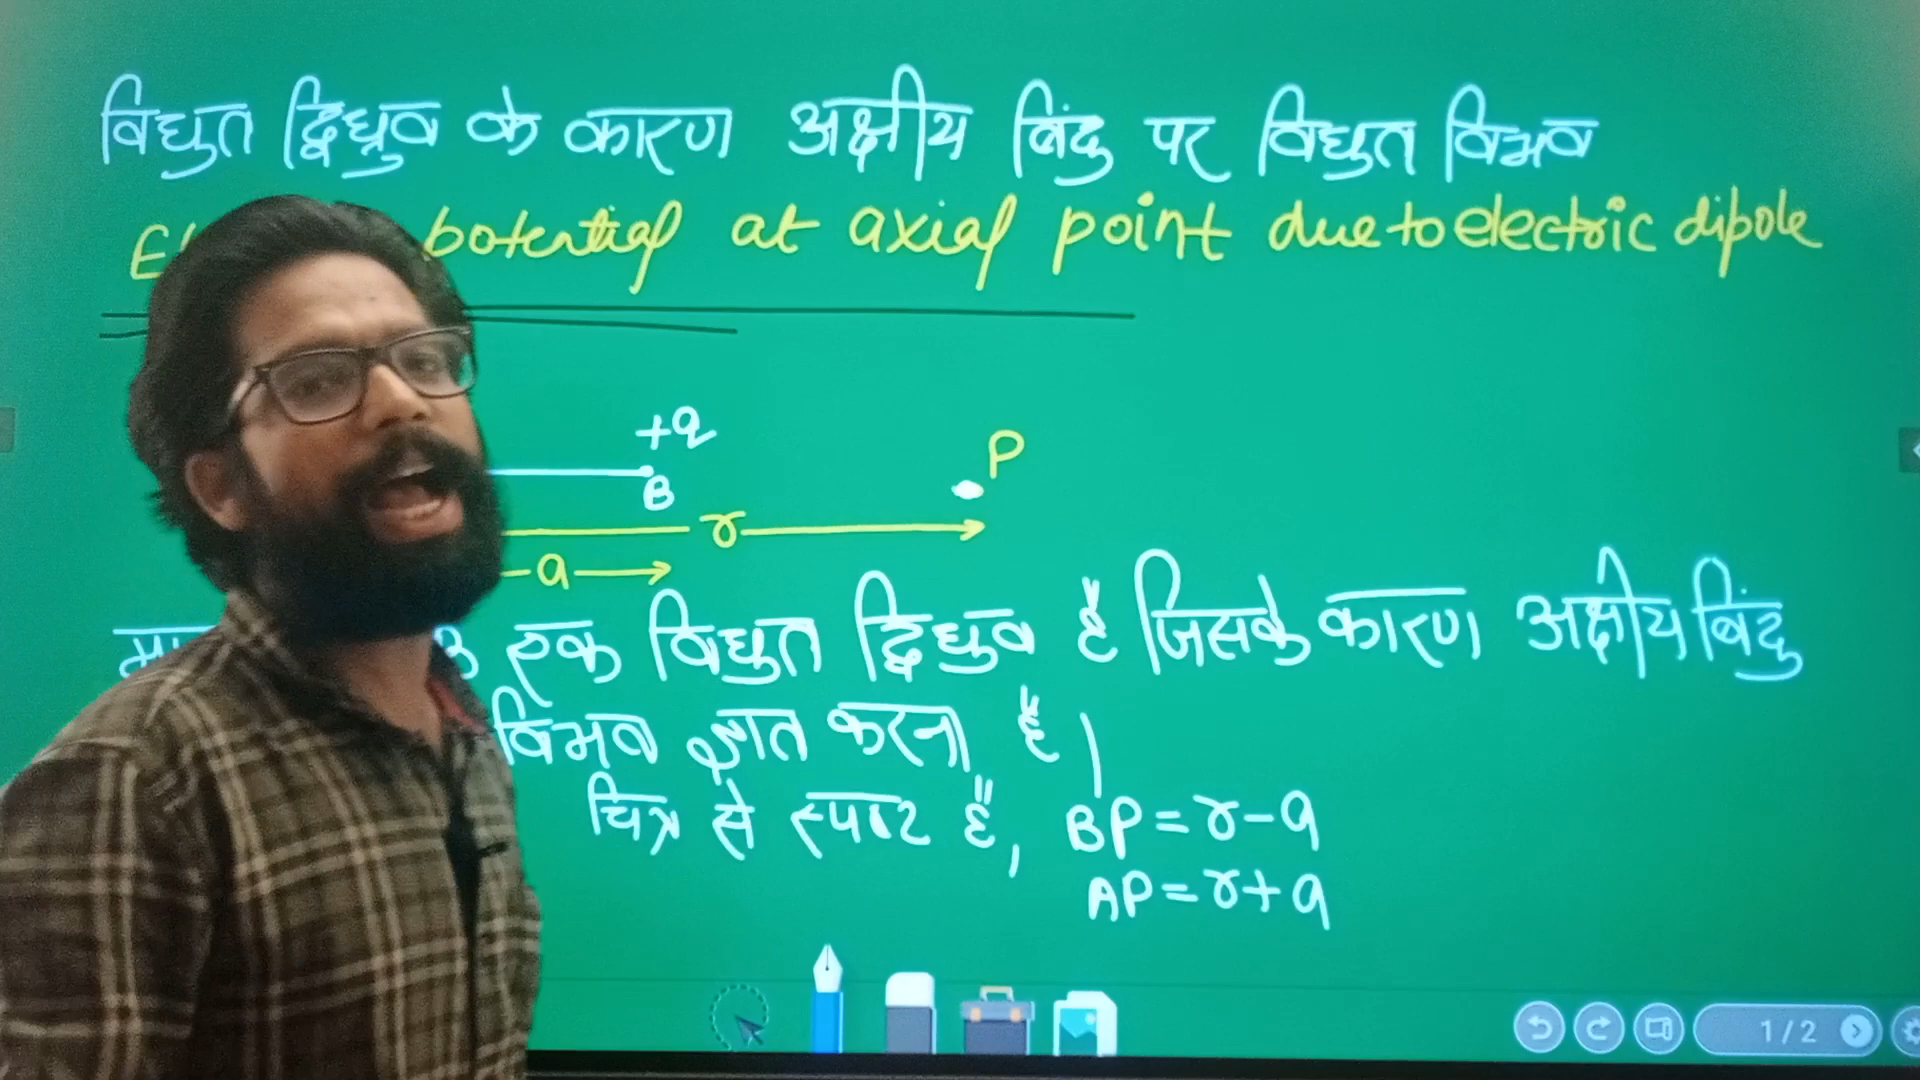 विद्युत द्विध्रुव के कारण अक्षीय बिंदु पर विद्युत विभव
potential at axial point due to electric dipole
+q
P
B
r
a
एक विद्युत द्विध्रुव है जिसके कारण अक्षीय बिंदु
विभव ज्ञात करना है।
चित्र से स्पष्ट है, BP = r - a
AP = r + a
1/2